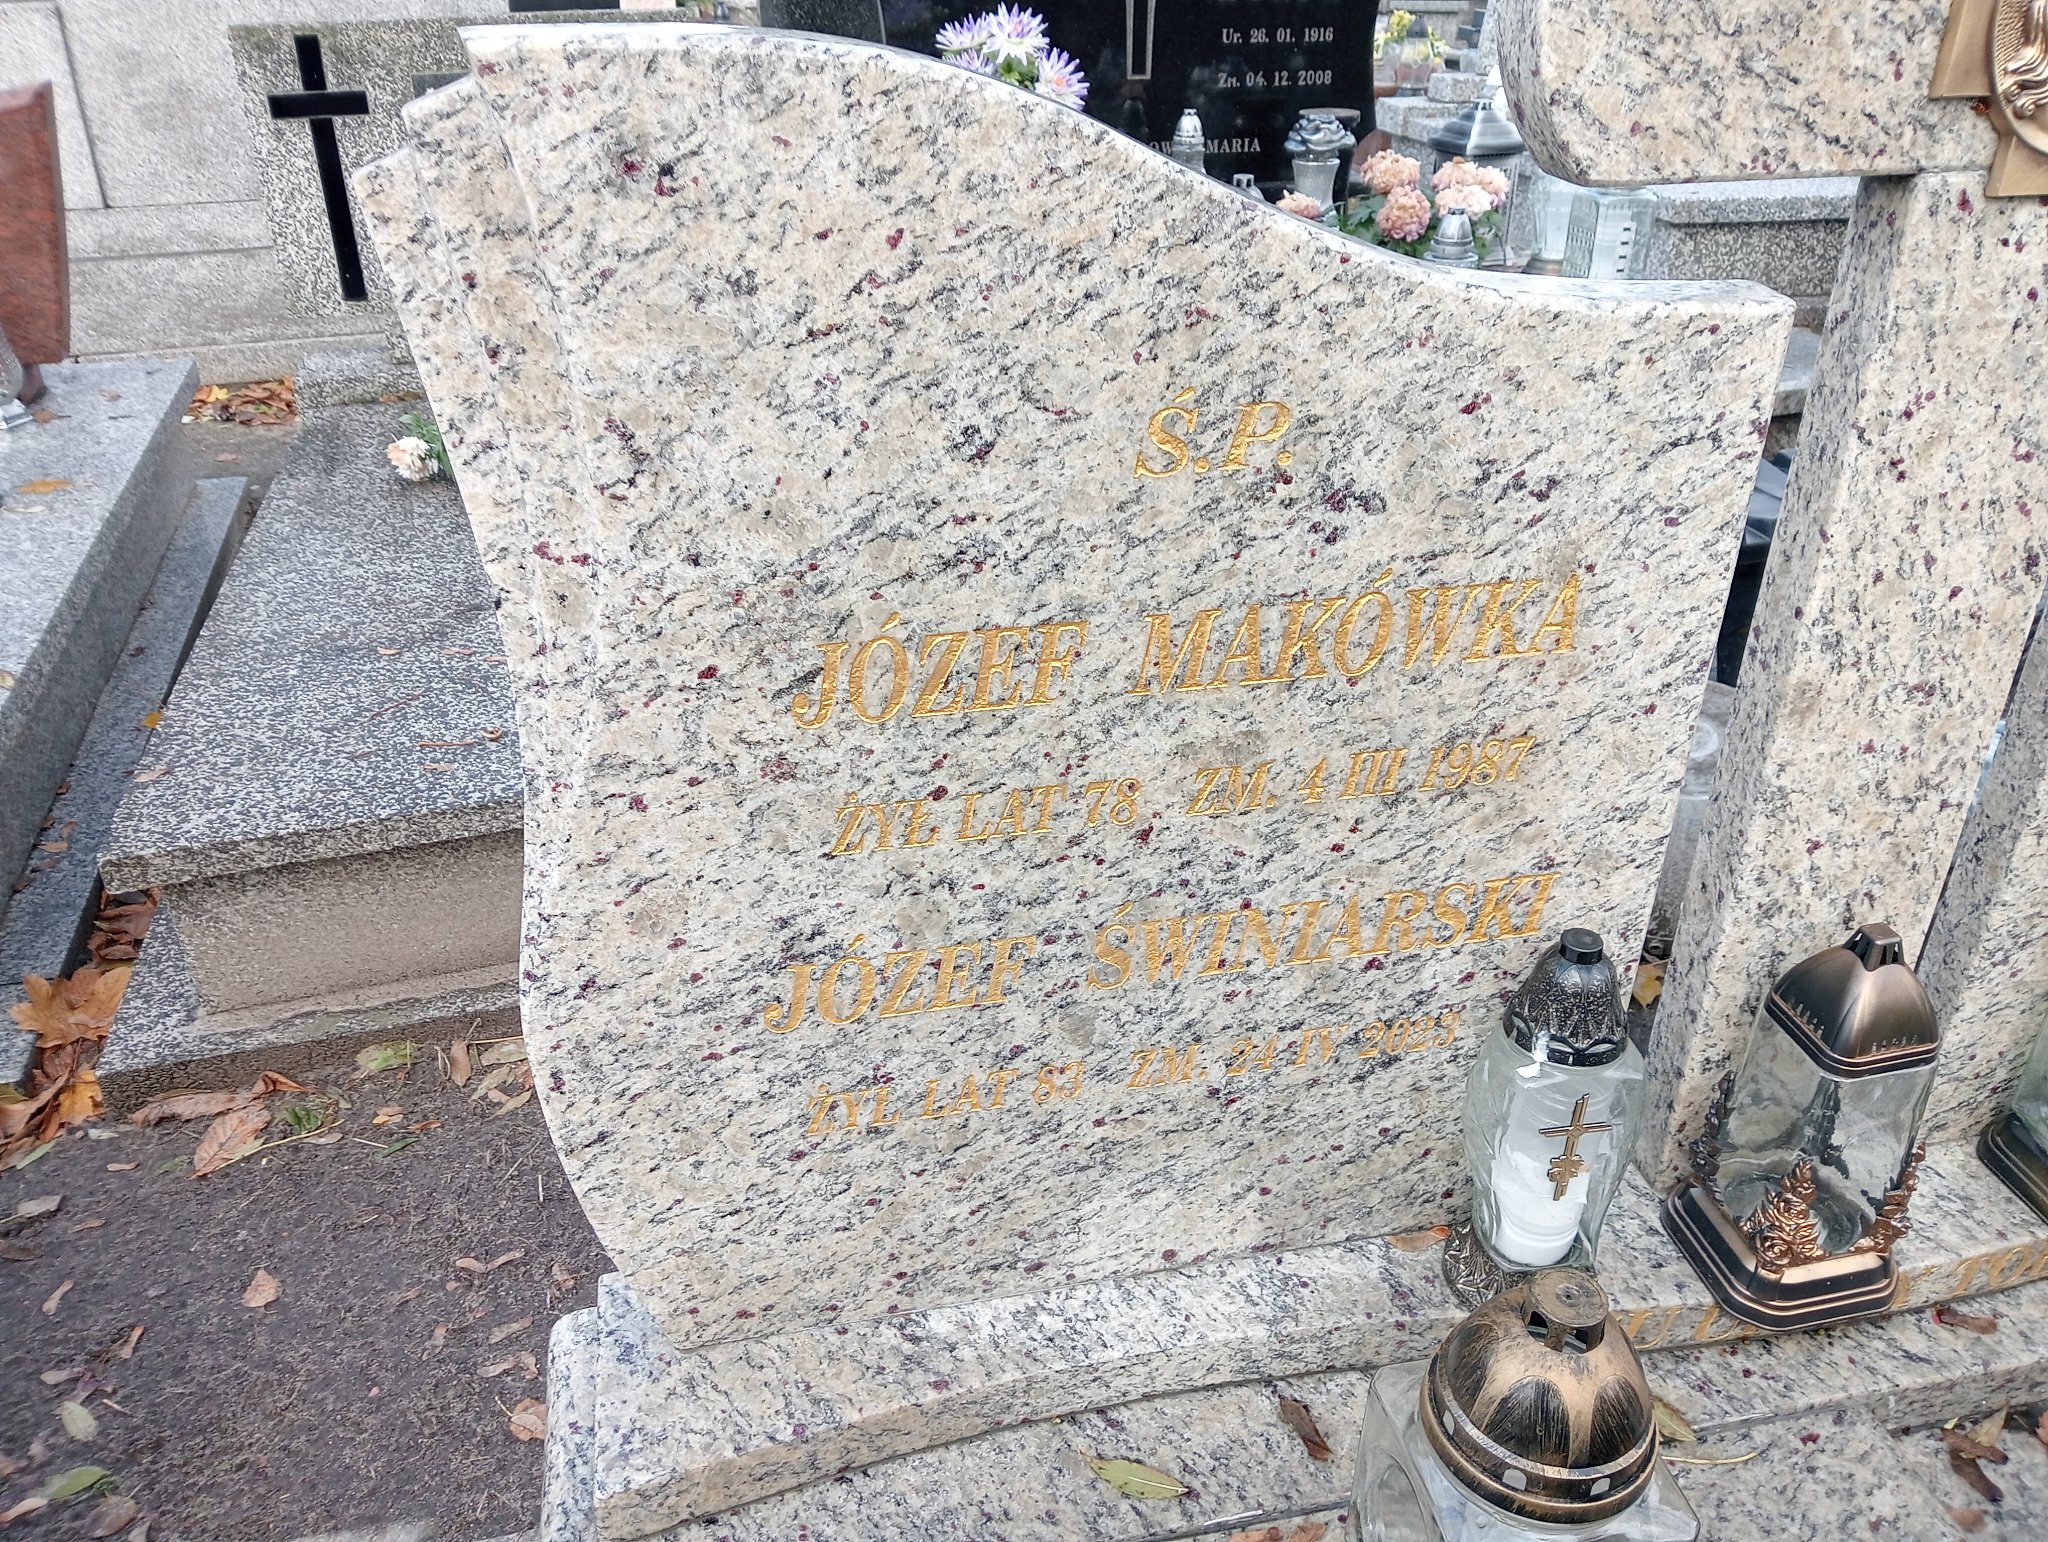 Ur. 26. 01. 1916
Zm. 04. 12. 2008
MARIA
Ś.P.
JÓZEF MAKÓWKA
ŻYŁ LAT 78 ZM. 4 III 1987
JÓZEF ŚWINIARSKI
ŻYŁ LAT 83 ZM. 24 IV 2023